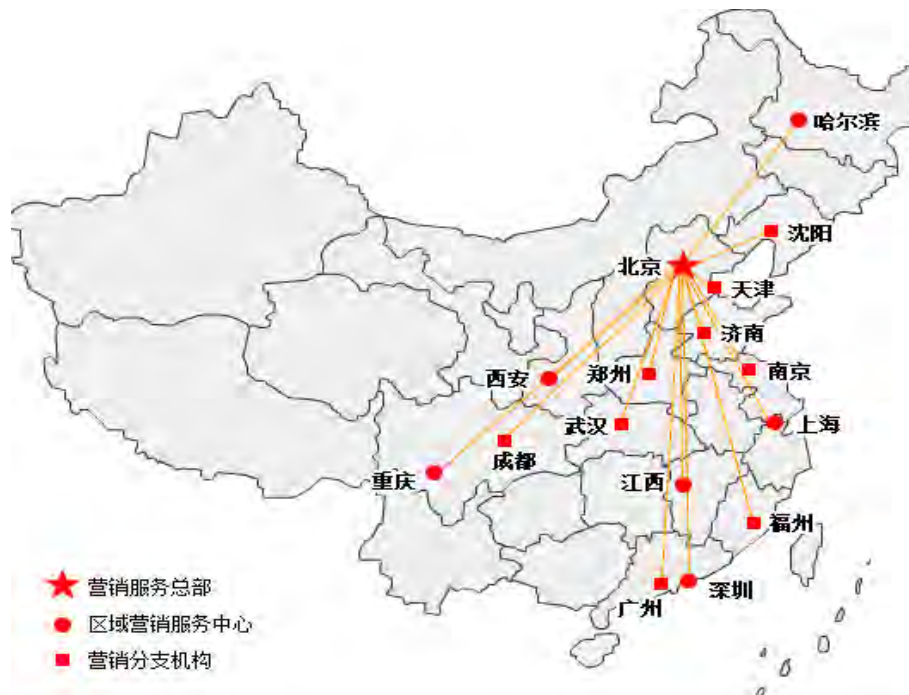 哈尔滨
沈阳
北京
天津
济南
南京
西安
郑州
上海
武汉
成都
重庆
江西
福州
广州
深圳
营销服务总部
区域营销服务中心
营销分支机构